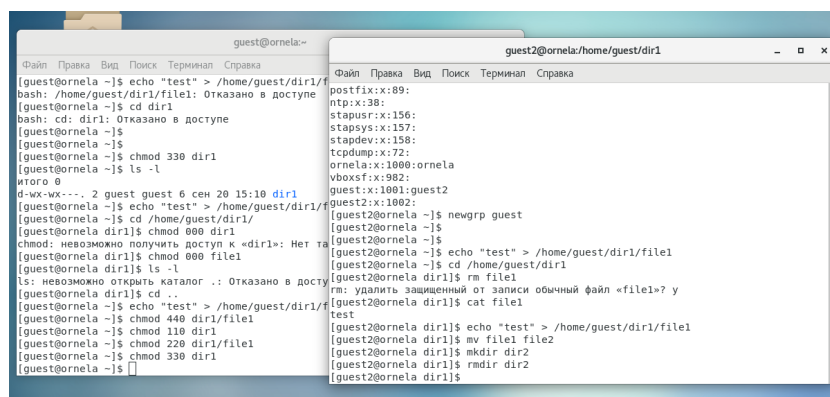 guest@ornela:~
Файл Правка Вид Поиск Терминал Справка
[guest@ornela ~]$ echo "test" > /home/guest/dir1/f
bash: /home/guest/dir1/file1: Отказано в доступе
[guest@ornela ~]$ cd dir1
bash: cd: dir1: Отказано в доступе
[guest@ornela ~]$
[guest@ornela ~]$
[guest@ornela ~]$ chmod 330 dir1
[guest@ornela ~]$ ls -l
итого 0
d-wx-wx---. 2 guest guest 6 сен 20 15:10 dir1
[guest@ornela ~]$ echo "test" > /home/guest/dir1/f
[guest@ornela ~]$ cd /home/guest/dir1/
[guest@ornela dir1]$ chmod 000 dir1
chmod: невозможно получить доступ к «dir1»: Нет та
[guest@ornela dir1]$ chmod 000 file1
[guest@ornela dir1]$ ls -l
ls: невозможно открыть каталог .: Отказано в досту
[guest@ornela dir1]$ cd ..
[guest@ornela ~]$ echo "test" > /home/guest/dir1/f
[guest@ornela ~]$ chmod 440 dir1/file1
[guest@ornela ~]$ chmod 110 dir1
[guest@ornela ~]$ chmod 220 dir1/file1
[guest@ornela ~]$ chmod 330 dir1
[guest@ornela ~]$
guest2@ornela:/home/guest/dir1
Файл Правка Вид Поиск Терминал Справка
postfix:x:89:
ntp:x:38:
stapusr:x:156:
stapsys:x:157:
stapdev:x:158:
tcpdump:x:72:
ornela:x:1000:ornela
vboxsf:x:982:
guest:x:1001:guest2
guest2:x:1002:
[guest2@ornela ~]$ newgrp guest
[guest2@ornela ~]$
[guest2@ornela ~]$
[guest2@ornela ~]$ echo "test" > /home/guest/dir1/file1
[guest2@ornela ~]$ cd /home/guest/dir1
[guest2@ornela dir1]$ rm file1
rm: удалить защищенный от записи обычный файл «file1»? y
[guest2@ornela dir1]$ cat file1
test
[guest2@ornela dir1]$ echo "test" > /home/guest/dir1/file1
[guest2@ornela dir1]$ mv file1 file2
[guest2@ornela dir1]$ mkdir dir2
[guest2@ornela dir1]$ rmdir dir2
[guest2@ornela dir1]$